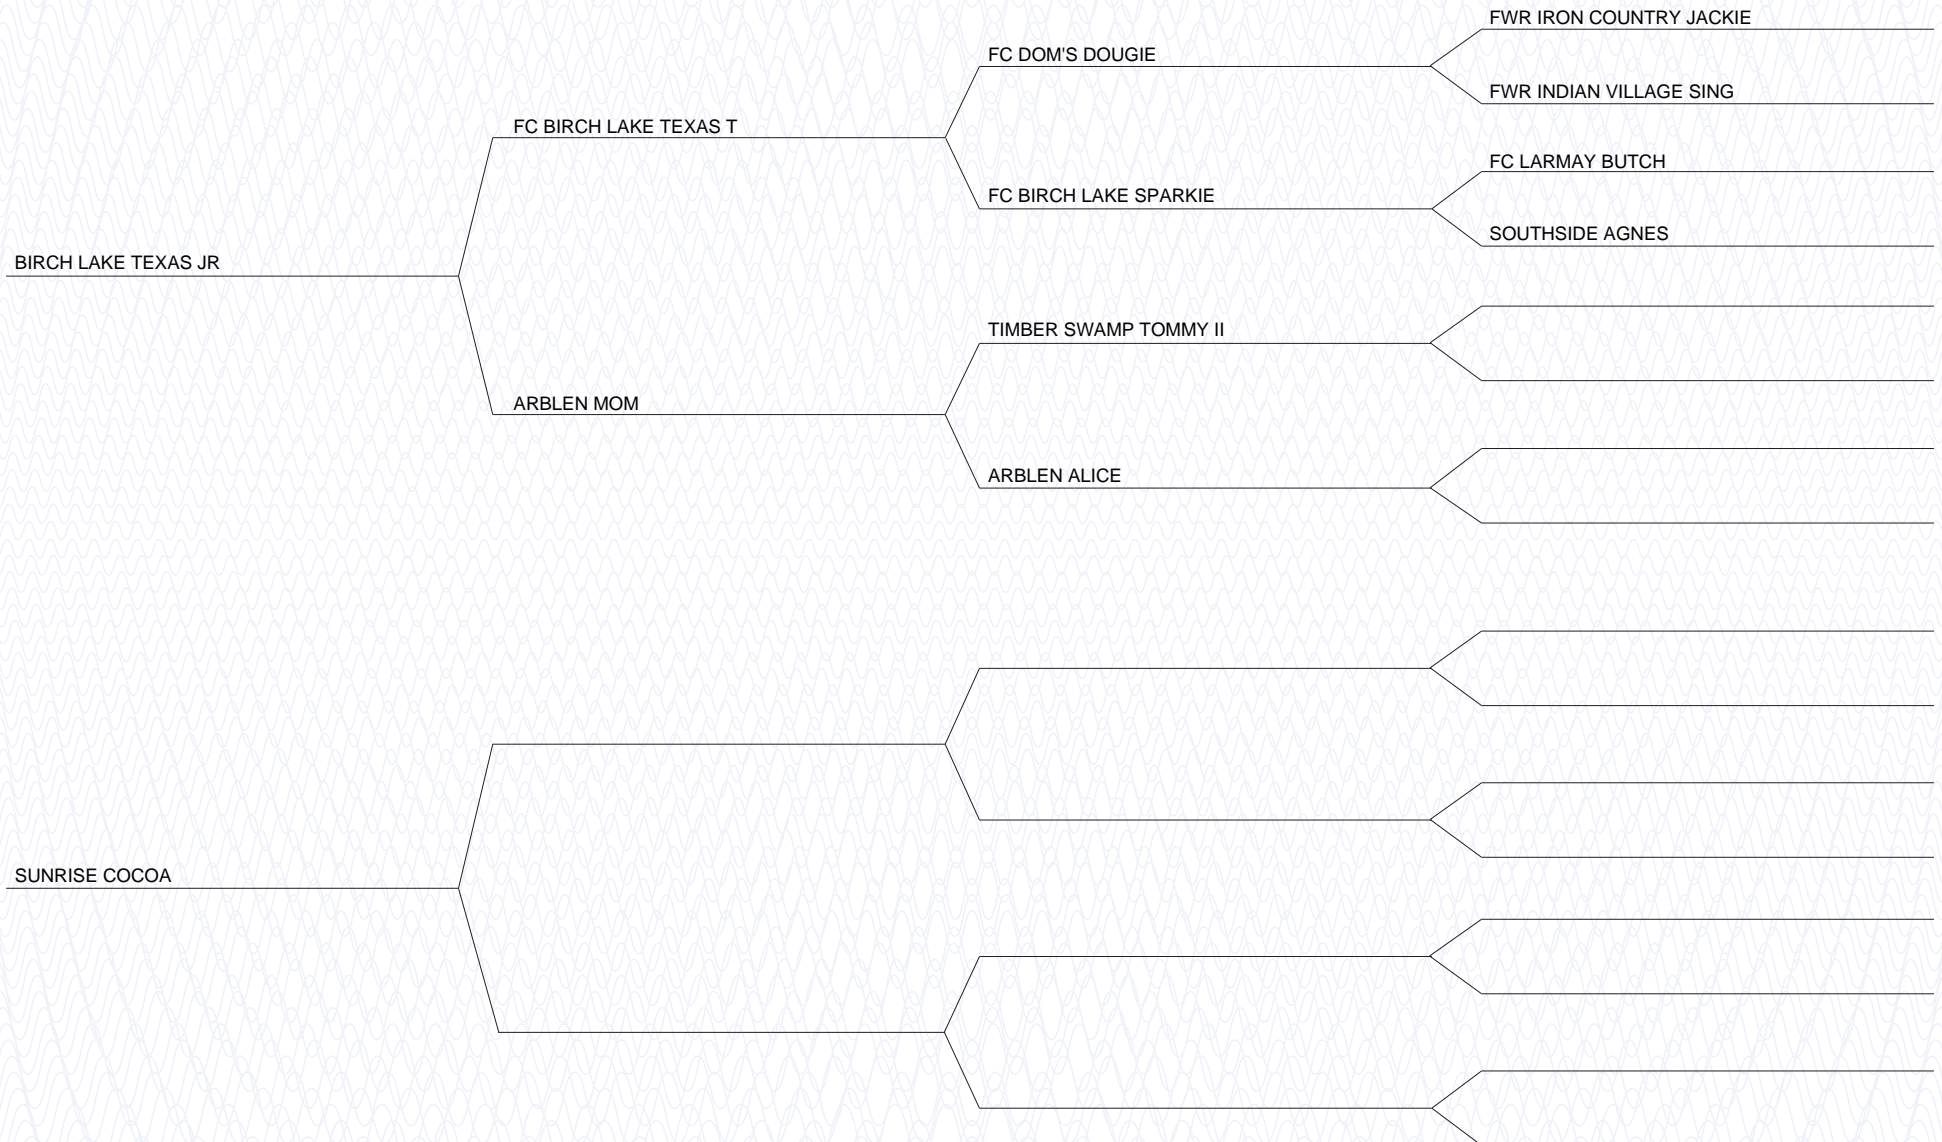 FWR IRON COUNTRY JACKIE
FC DOM'S DOUGIE
FWR INDIAN VILLAGE SING
FC BIRCH LAKE TEXAS T
FC LARMAY BUTCH
FC BIRCH LAKE SPARKIE
SOUTHSIDE AGNES
BIRCH LAKE TEXAS JR
TIMBER SWAMP TOMMY II
ARBLEN MOM
ARBLEN ALICE
SUNRISE COCOA